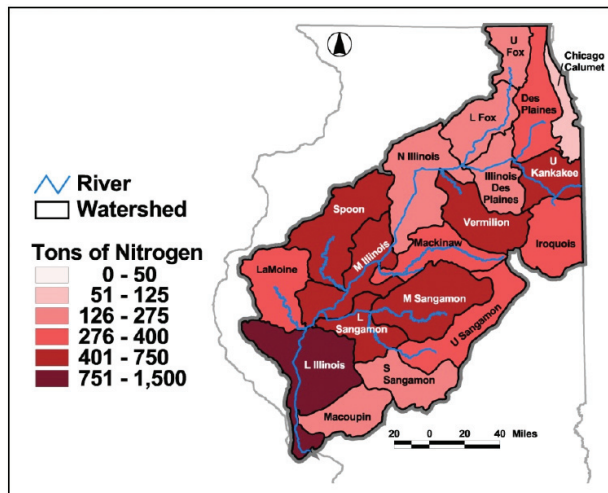 U
Fox
Chicago
/Calumet
Des
Plaines
L Fox
N Illinois
U
Kankakee
Illinois
Des
Plaines
River
Watershed
Spoon
Vermilion
Iroquois
M Illinois
Mackinaw
Tons of Nitrogen
0 - 50
51 - 125
126 - 275
276 - 400
401 - 750
751 - 1,500
LaMoine
M Sangamon
L
Sangamon
U Sangamon
L Illinois
S
Sangamon
Macoupin
20 0 20 40 Miles